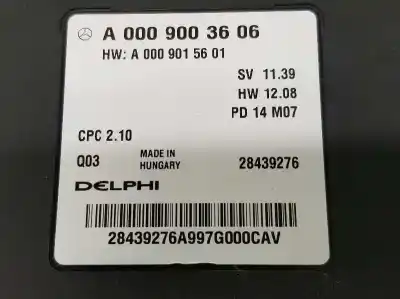 A 000 900 36 06
HW: A 000 901 56 01
SV 11.39
HW 12.08
PD 14 M07
CPC 2.10
Q03 MADE IN HUNGARY 28439276
DELPHI
28439276A997G000CAV